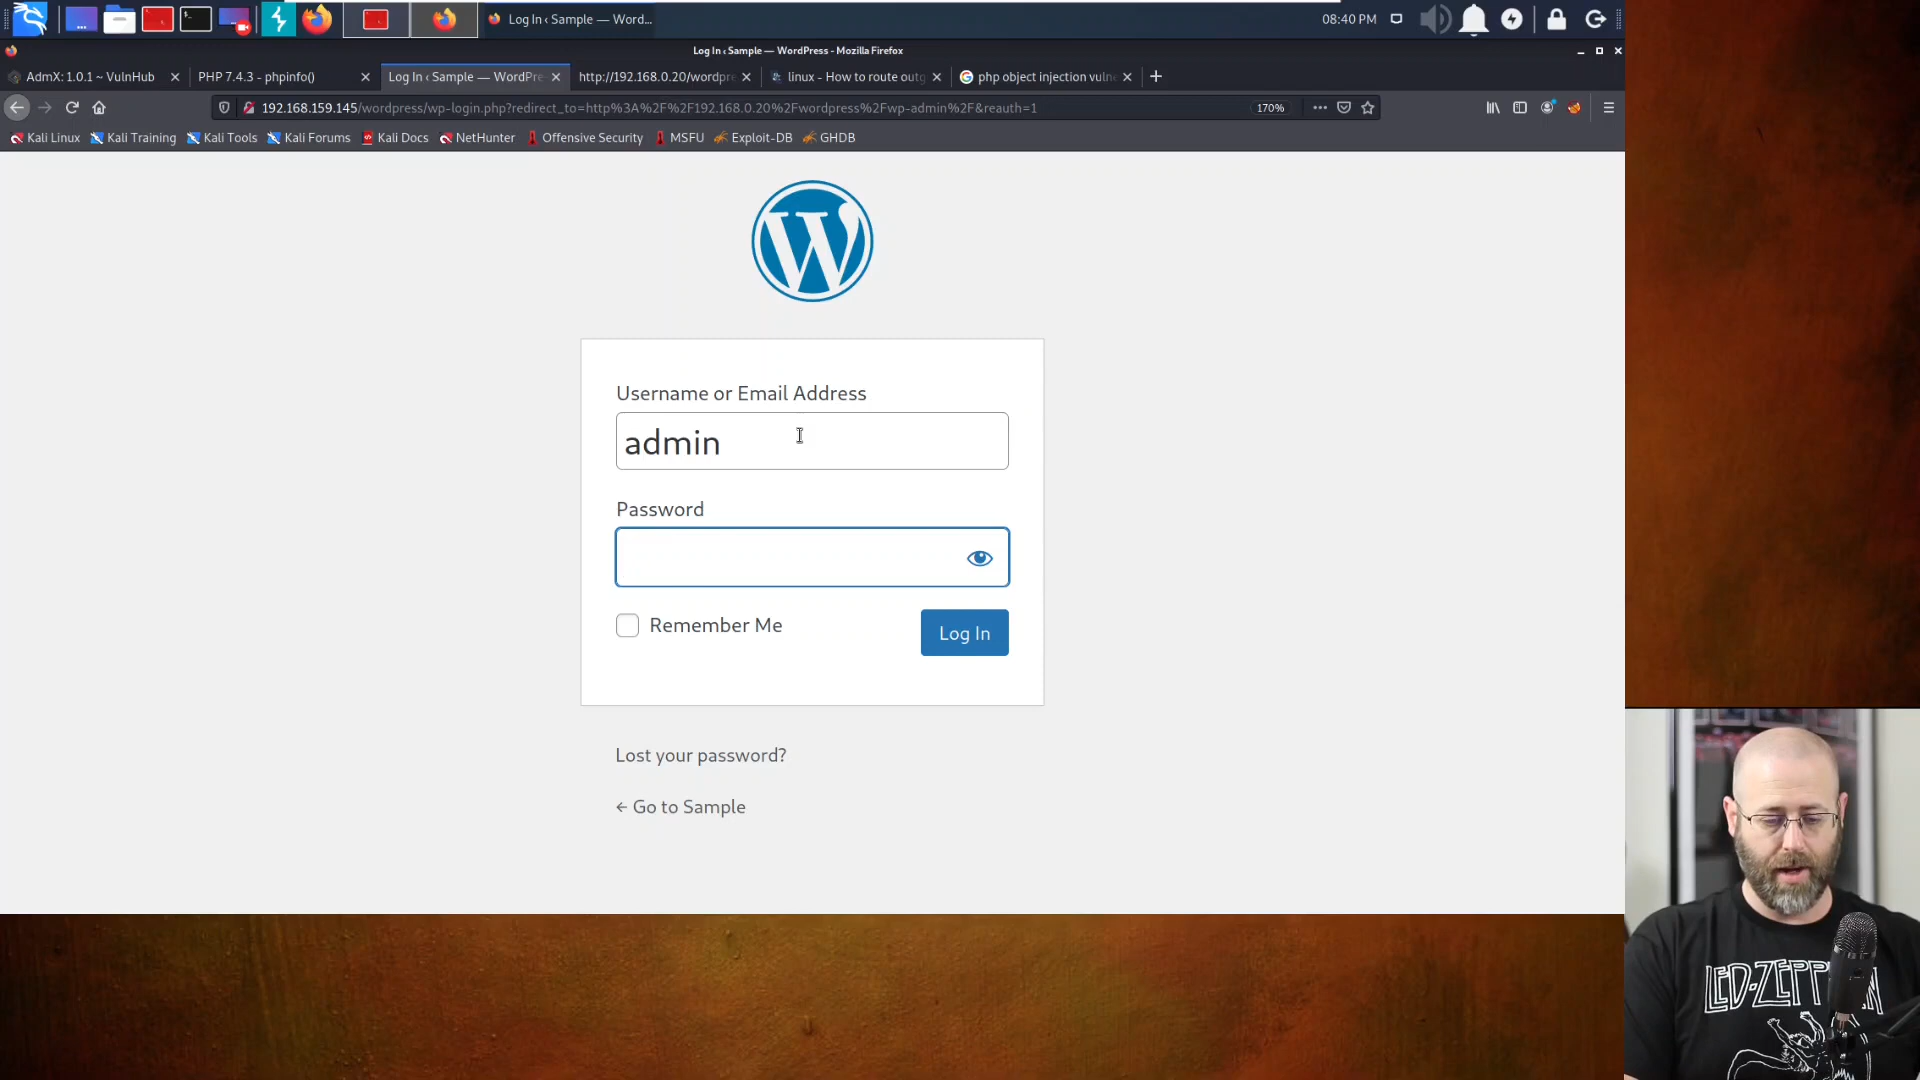 Log In ‹ Sample — Word...
08:40 PM
Log In ‹ Sample — WordPress - Mozilla Firefox
AdmX: 1.0.1 ~ VulnHub
PHP 7.4.3 - phpinfo()
Log In ‹ Sample — WordPre
http://192.168.0.20/wordpre
linux - How to route outg
php object injection vulne
192.168.159.145/wordpress/wp-login.php?redirect_to=http%3A%2F%2F192.168.0.20%2Fwordpress%2Fwp-admin%2F&reauth=1
170%
Kali Linux
Kali Training
Kali Tools
Kali Forums
Kali Docs
NetHunter
Offensive Security
MSFU
Exploit-DB
GHDB
Username or Email Address
admin
Password
Remember Me
Log In
Lost your password?
← Go to Sample